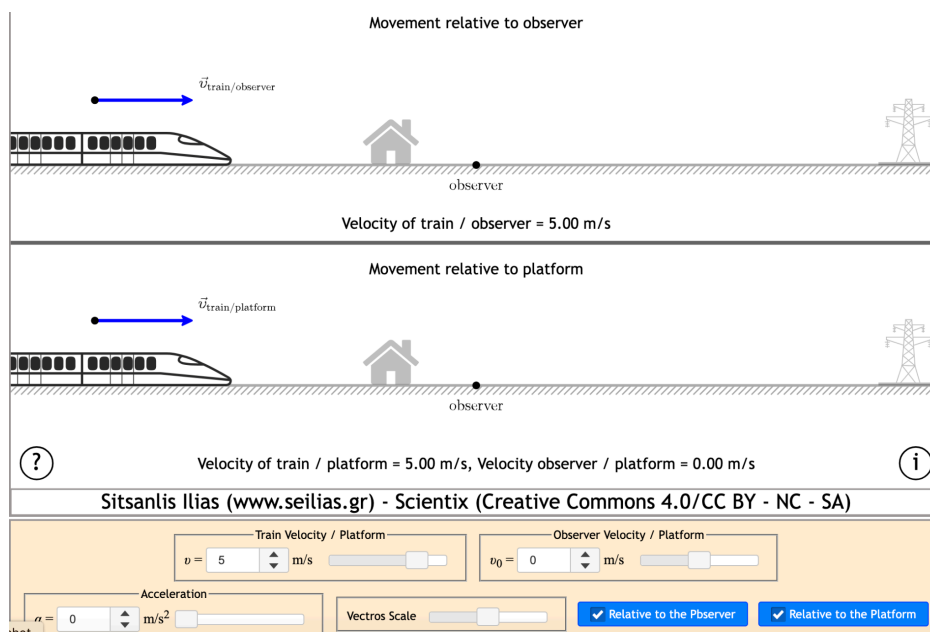 Movement relative to observer
v⃗train/observer
observer
Velocity of train / observer = 5.00 m/s
Movement relative to platform
v⃗train/platform
observer
? Velocity of train / platform = 5.00 m/s, Velocity observer / platform = 0.00 m/s i
Sitsanlis Ilias (www.seilias.gr) - Scientix (Creative Commons 4.0/CC BY - NC - SA)
Train Velocity / Platform Observer Velocity / Platform
v = 5 m/s v₀ = 0 m/s
Acceleration
a = 0 m/s² Vectros Scale Relative to the Pbserver Relative to the Platform